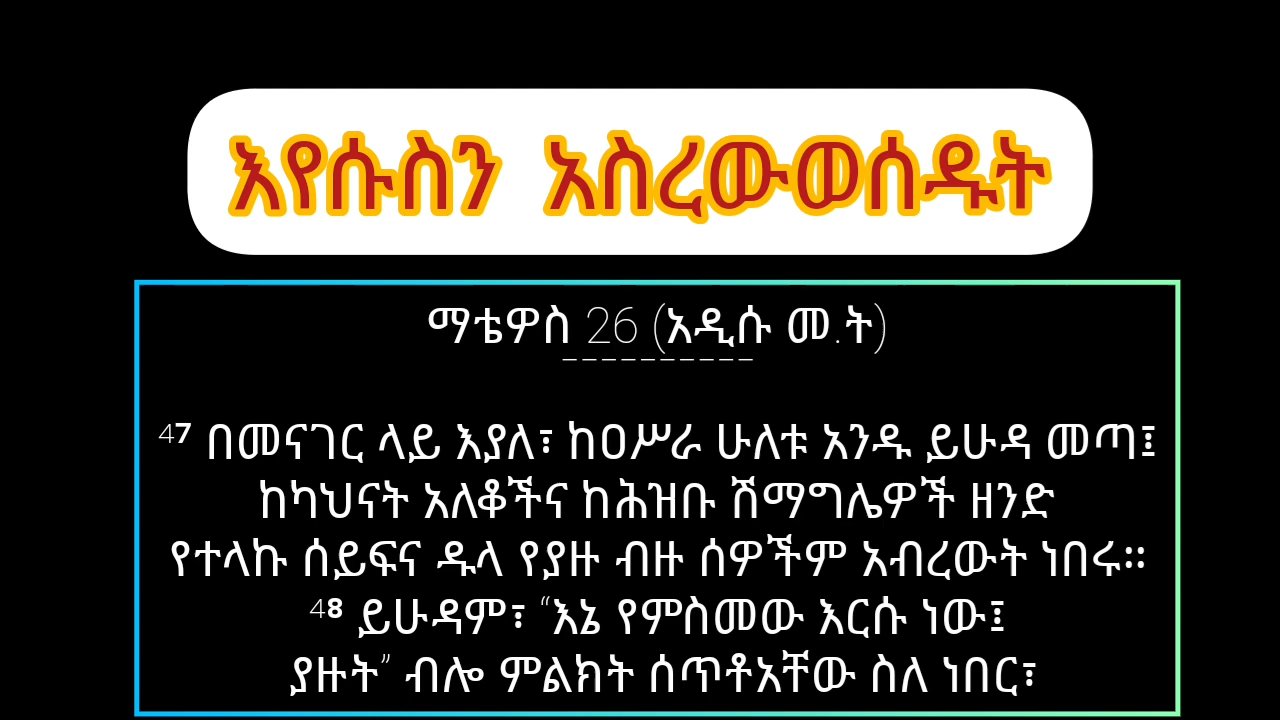 እየሱስን አስረውወሰዱት
ማቴዎስ 26 (አዲሱ መ.ት)
----------
⁴⁷ በመናገር ላይ እያለ፣ ከዐሥራ ሁለቱ አንዱ ይሁዳ መጣ፤
ከካህናት አለቆችና ከሕዝቡ ሽማግሌዎች ዘንድ
የተላኩ ሰይፍና ዱላ የያዙ ብዙ ሰዎችም አብረውት ነበሩ።
⁴⁸ ይሁዳም፣ “እኔ የምስመው እርሱ ነው፤
ያዙት” ብሎ ምልክት ሰጥቶአቸው ስለ ነበር፣